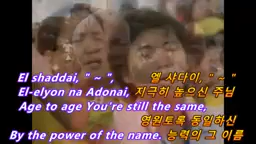 El shaddai, " ~ ", 엘 샤다이, " ~ "
El-elyon na Adonai, 지극히 높으신 주님
Age to age You're still the same,
영원토록 동일하신
By the power of the name. 능력의 그 이름